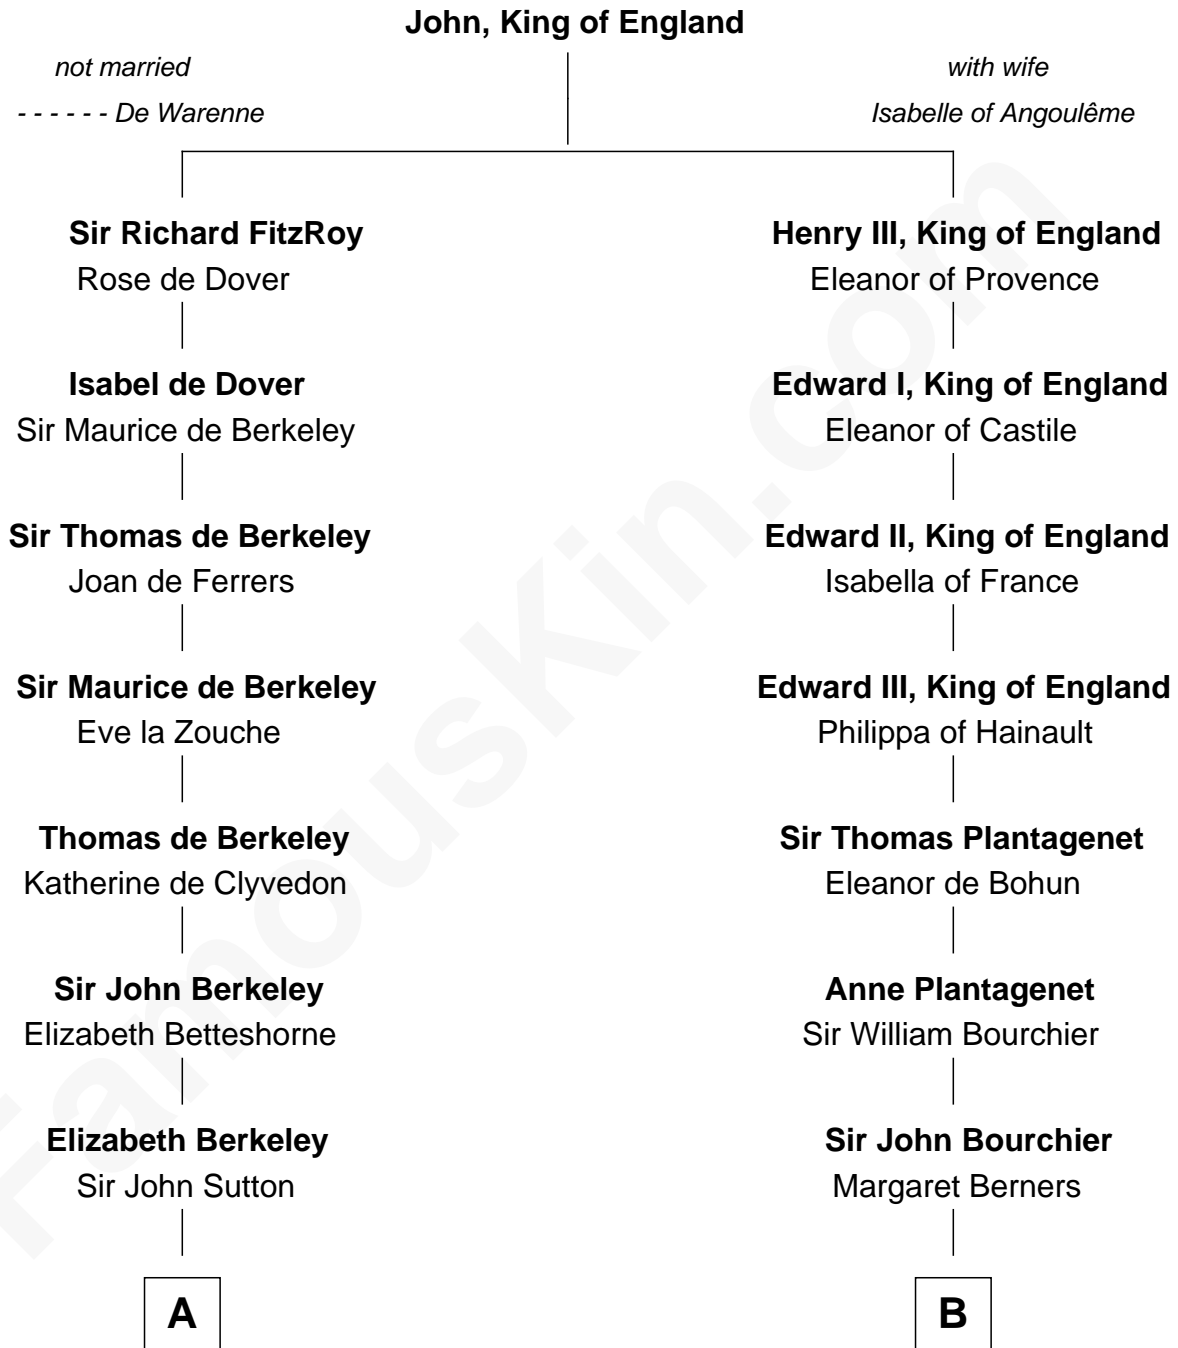 John, King of England
not married
with wife
- - - - - - De Warenne
Isabelle of Angoulême
Sir Richard FitzRoy
Rose de Dover
Henry III, King of England
Eleanor of Provence
Isabel de Dover
Sir Maurice de Berkeley
Edward I, King of England
Eleanor of Castile
Sir Thomas de Berkeley
Joan de Ferrers
Edward II, King of England
Isabella of France
Sir Maurice de Berkeley
Eve la Zouche
Edward III, King of England
Philippa of Hainault
Thomas de Berkeley
Katherine de Clyvedon
Sir Thomas Plantagenet
Eleanor de Bohun
Sir John Berkeley
Elizabeth Betteshorne
Anne Plantagenet
Sir William Bourchier
Elizabeth Berkeley
Sir John Sutton
Sir John Bourchier
Margaret Berners
A
B
FamousKin.com